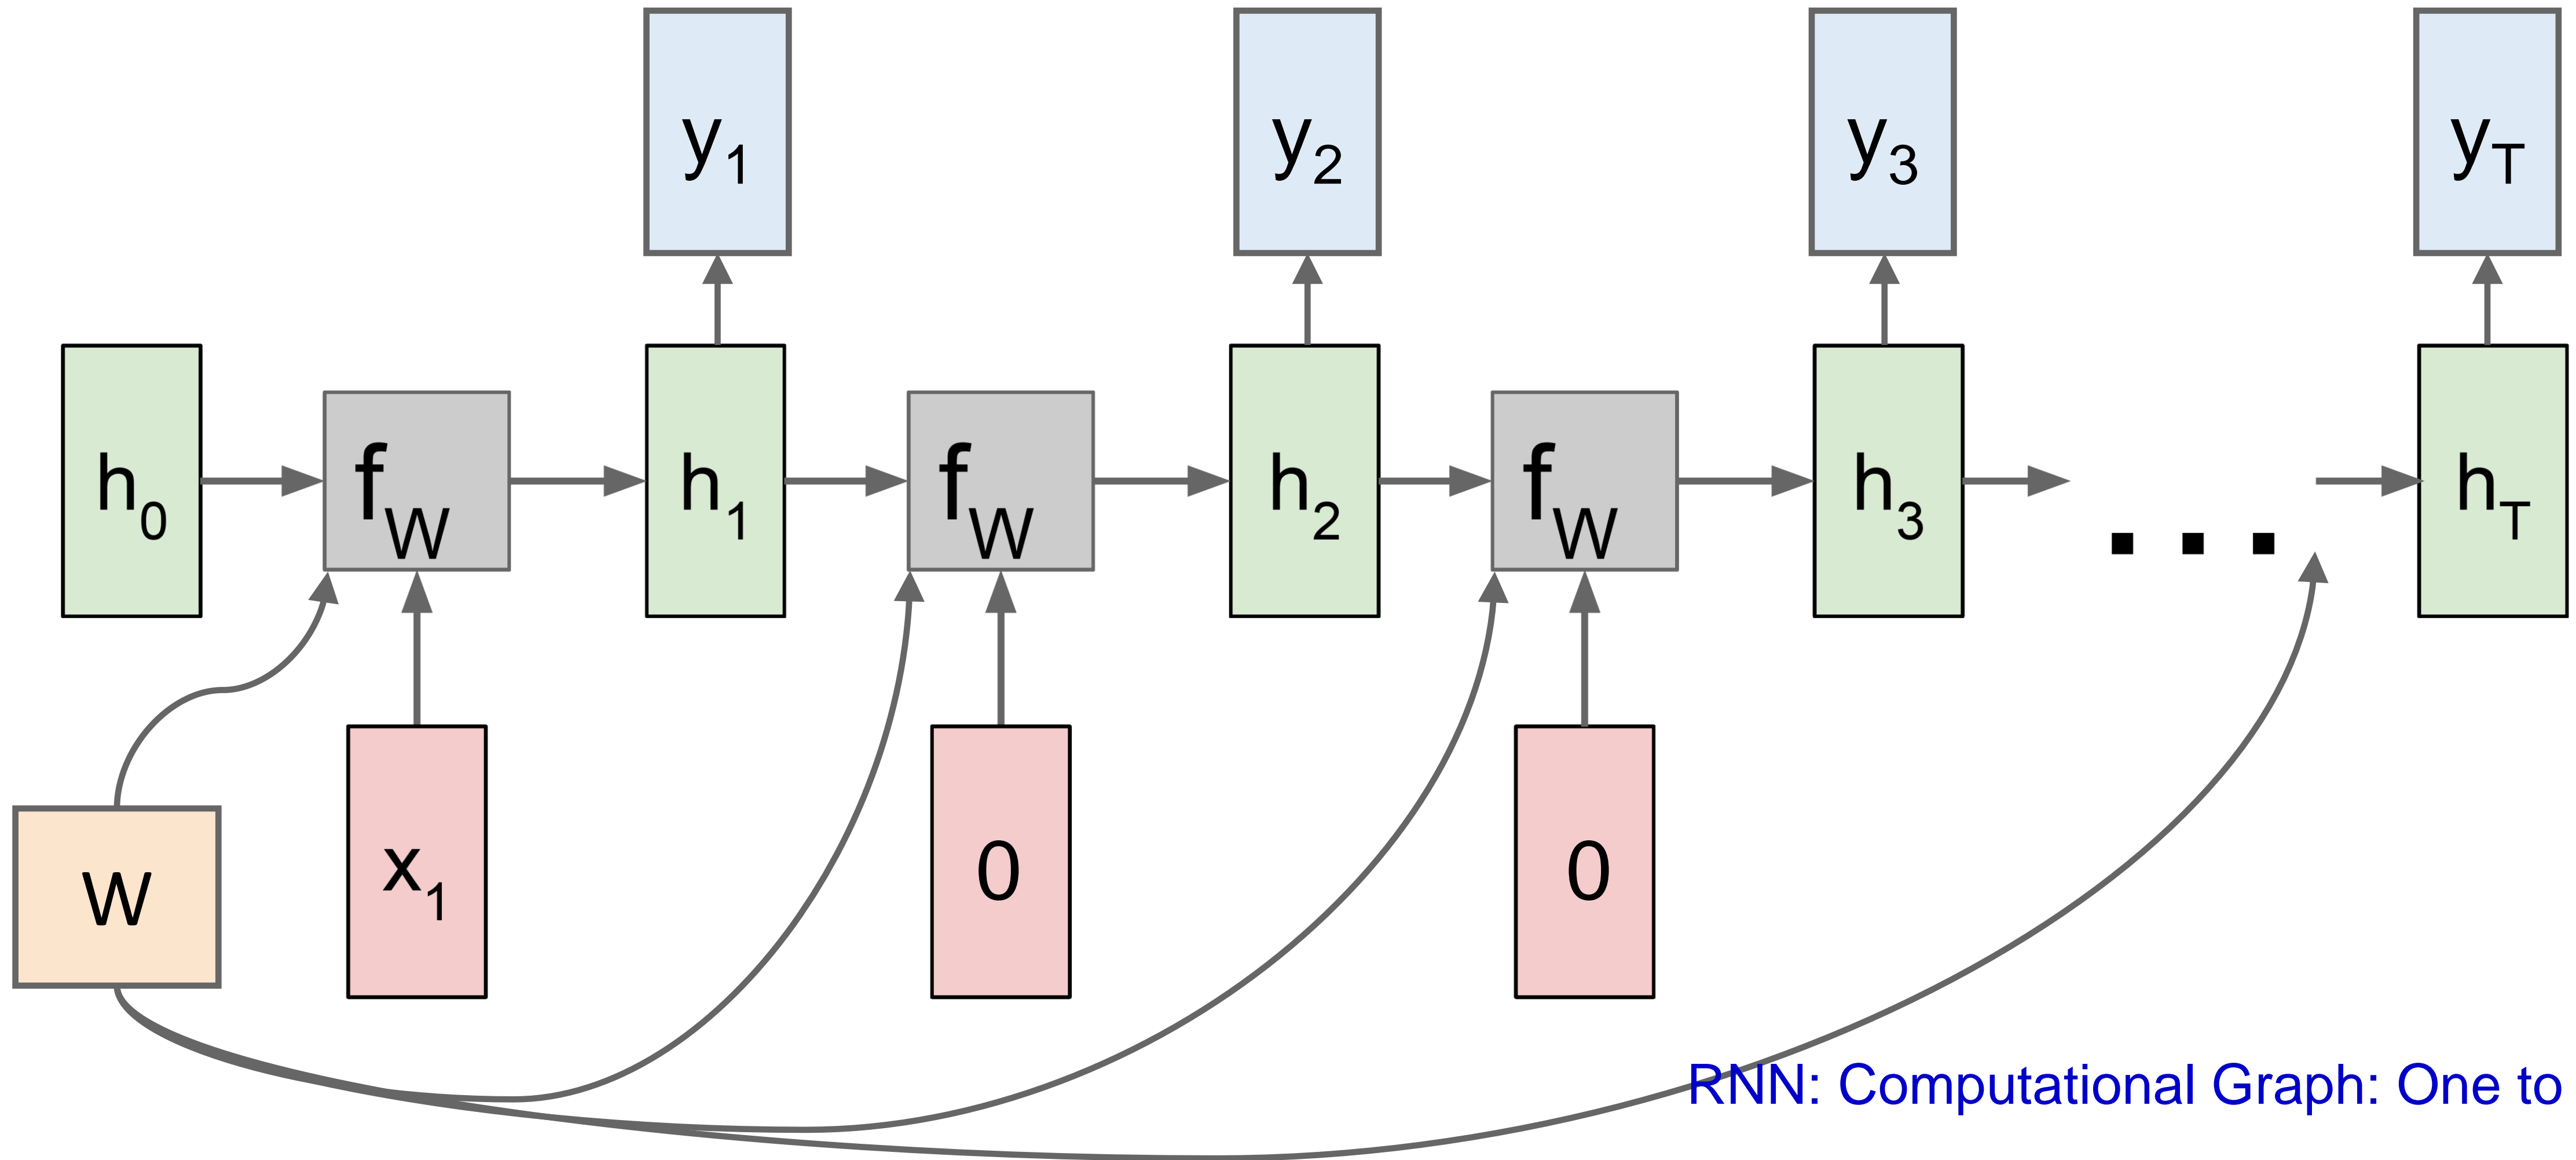 y1 y2 y3 yT
h0 fW h1 fW h2 fW h3 ... hT
W x1 0 0
RNN: Computational Graph: One to